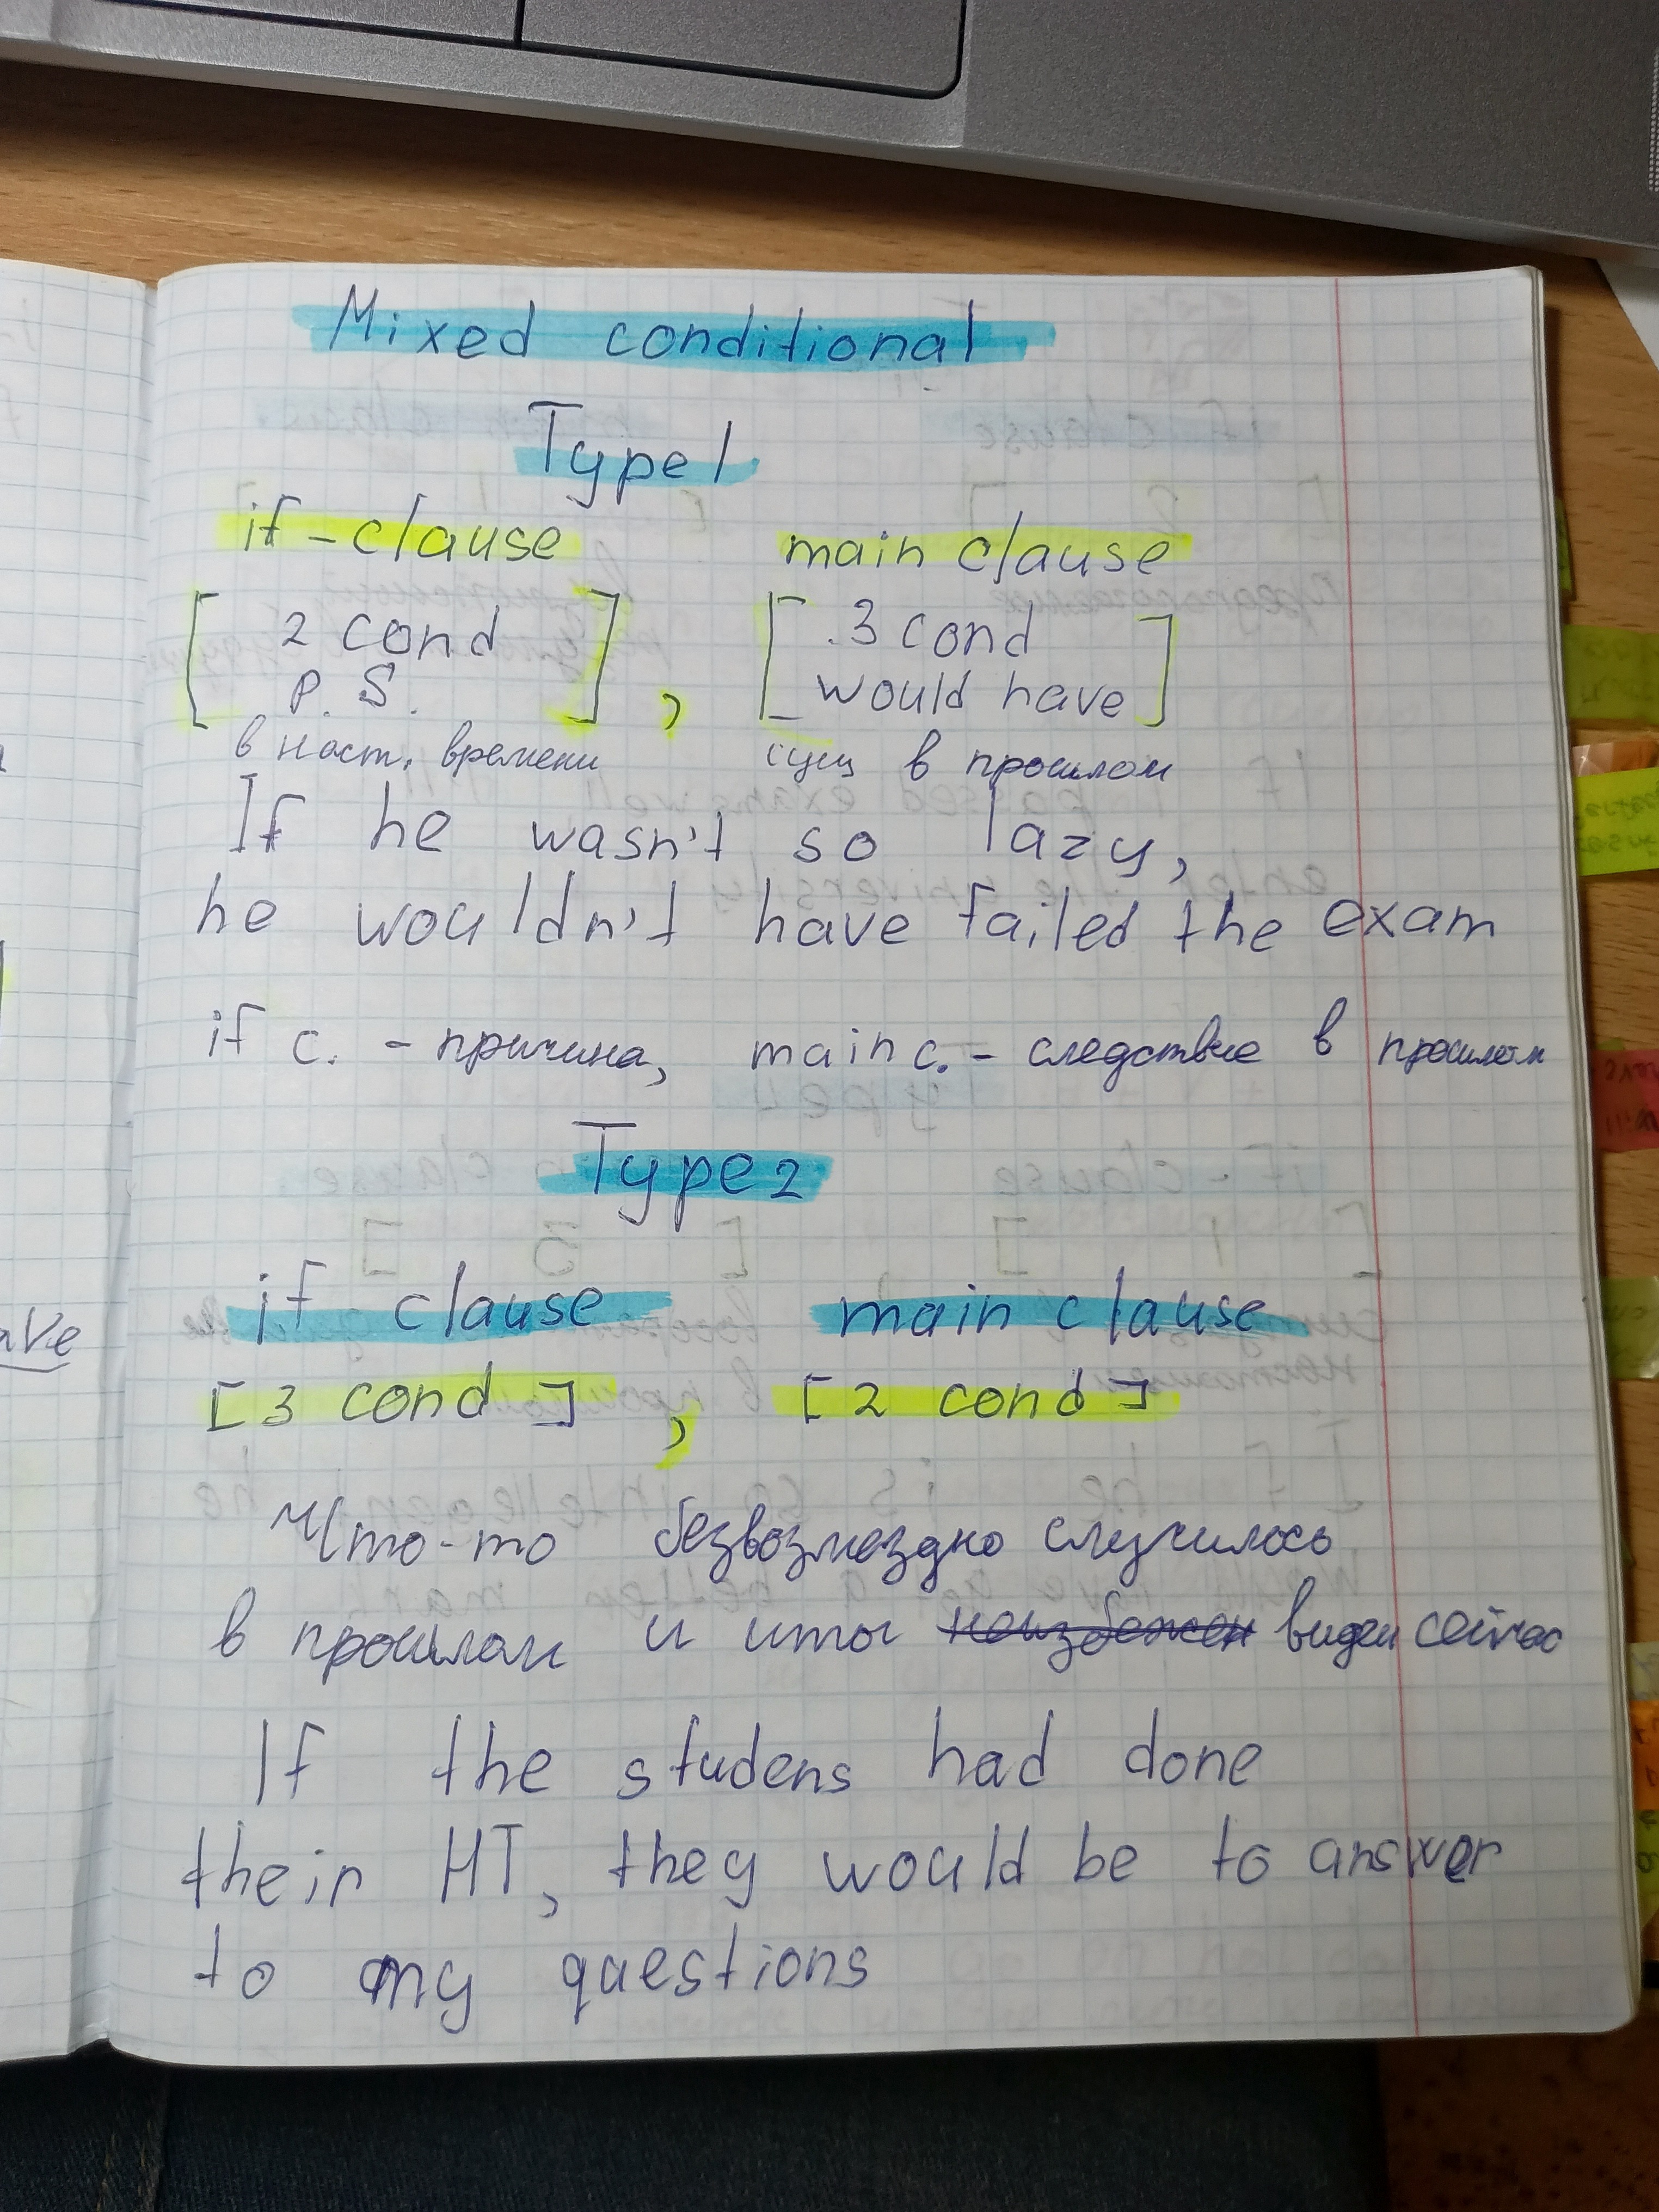 Mixed conditional
Type 1
if - clause main clause
[ 2 cond ] , [ 3 cond ]
P. S. would have
в наст. времени в прошлом
If he wasn't so lazy,
he wouldn't have failed the exam
if c. - причина, main c. - следствие в прошлом
Type 2
if clause main clause
[ 3 cond ] , [ 2 cond ]
Что-то безвозмездно случилось
в прошлом и итог неизбежен виден сейчас
If the studens had done
their HT, they would be to answer
to my questions
ave